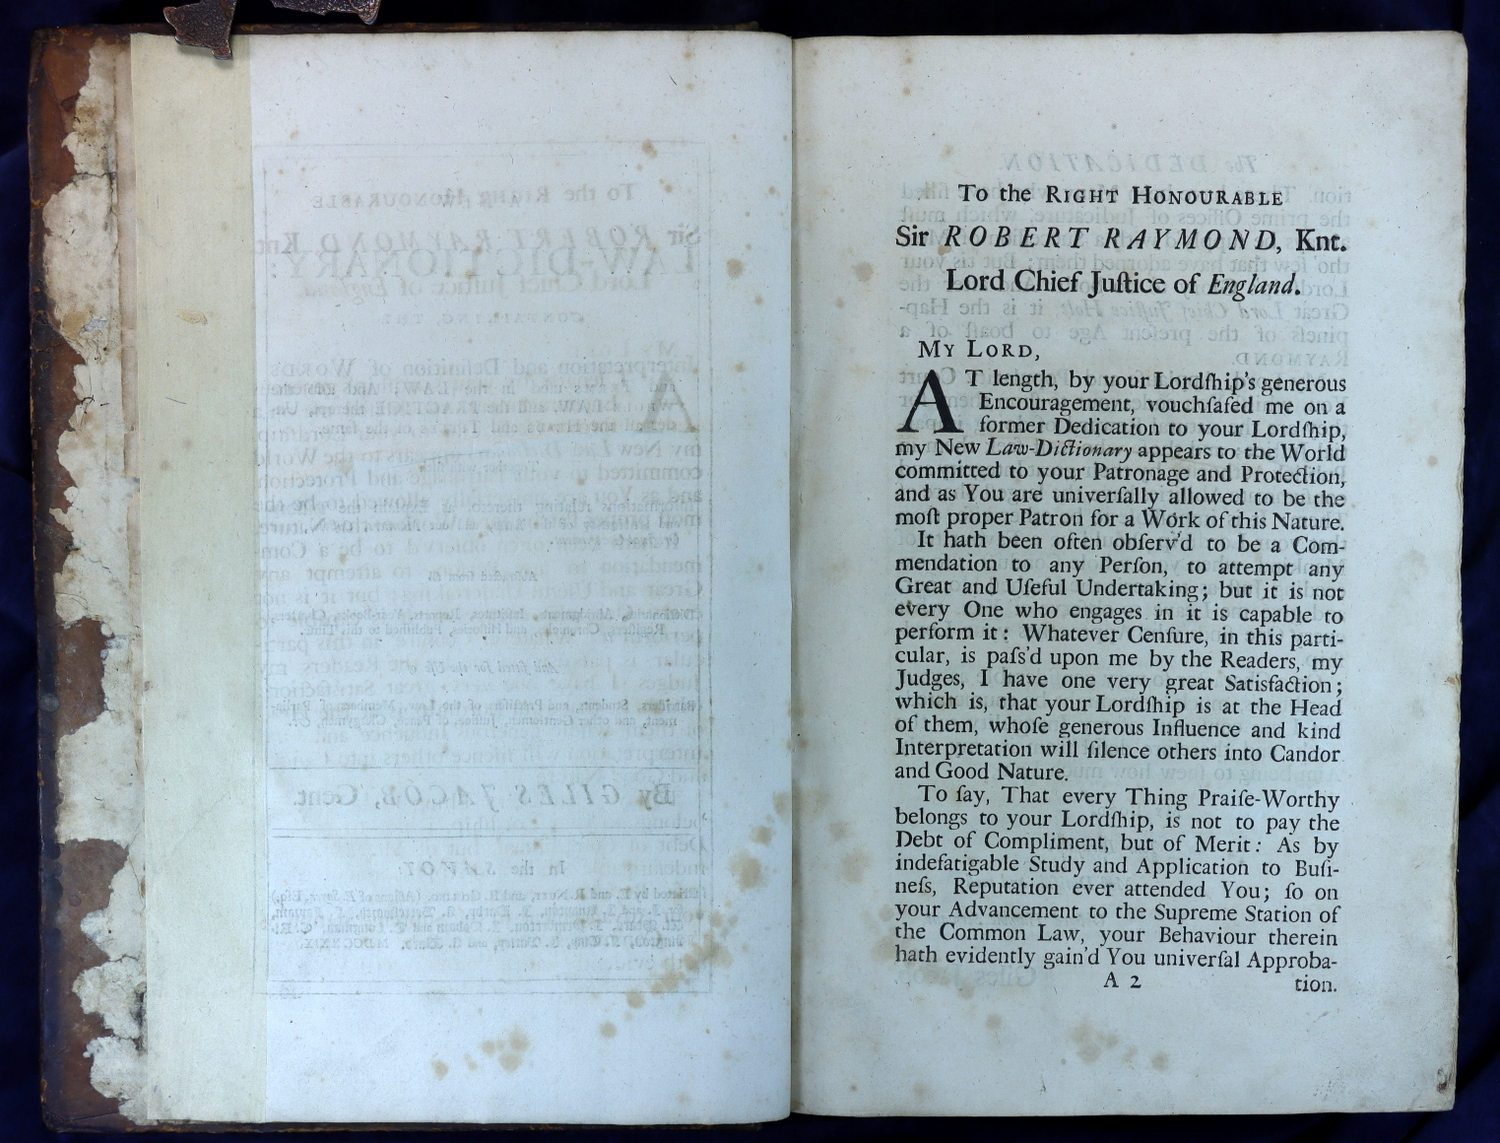 To the RIGHT HONOURABLE
Sir ROBERT RAYMOND, Knt.
Lord Chief Juſtice of England.
MY LORD,
AT length, by your Lordſhip's generous
Encouragement, vouchſafed me on a
former Dedication to your Lordſhip,
my New Law-Dictionary appears to the World
committed to your Patronage and Protection,
and as You are univerſally allowed to be the
moſt proper Patron for a Work of this Nature.
It hath been often obſerv'd to be a Com-
mendation to any Perſon, to attempt any
Great and Uſeful Undertaking; but it is not
every One who engages in it is capable to
perform it: Whatever Cenſure, in this parti-
cular, is paſs'd upon me by the Readers, my
Judges, I have one very great Satisfaction;
which is, that your Lordſhip is at the Head
of them, whoſe generous Influence and kind
Interpretation will ſilence others into Candor
and Good Nature.
To ſay, That every Thing Praiſe-Worthy
belongs to your Lordſhip, is not to pay the
Debt of Compliment, but of Merit: As by
indefatigable Study and Application to Buſi-
neſs, Reputation ever attended You; ſo on
your Advancement to the Supreme Station of
the Common Law, your Behaviour therein
hath evidently gain'd You univerſal Approba-
A 2 tion.